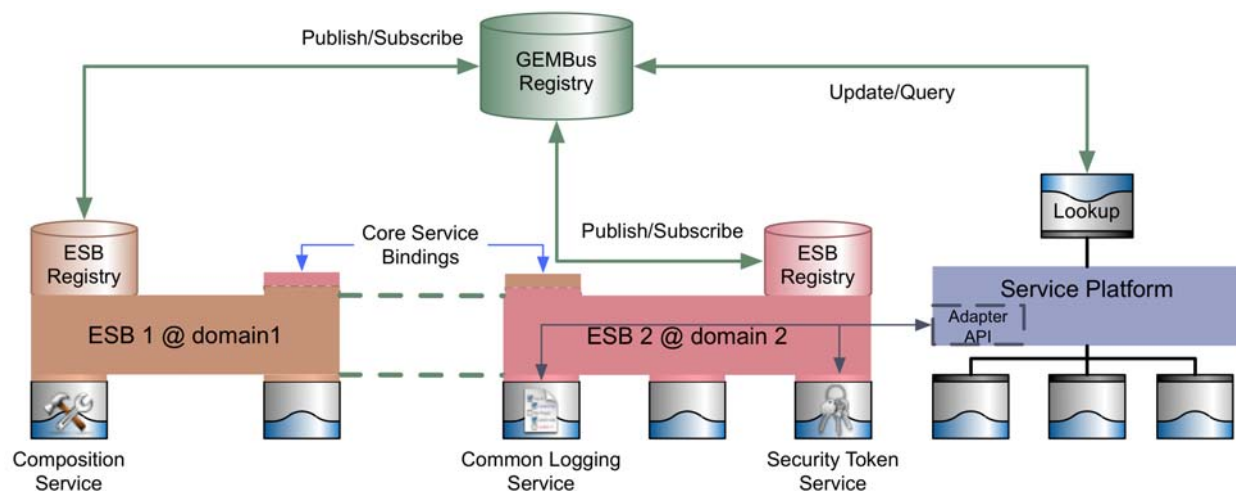 Publish/Subscribe
GEMBus
Registry
Update/Query
Lookup
ESB
Registry
Core Service
Bindings
Publish/Subscribe
ESB
Registry
Service Platform
Adapter
API
ESB 1 @ domain1
ESB 2 @ domain 2
Composition
Service
Common Logging
Service
Security Token
Service